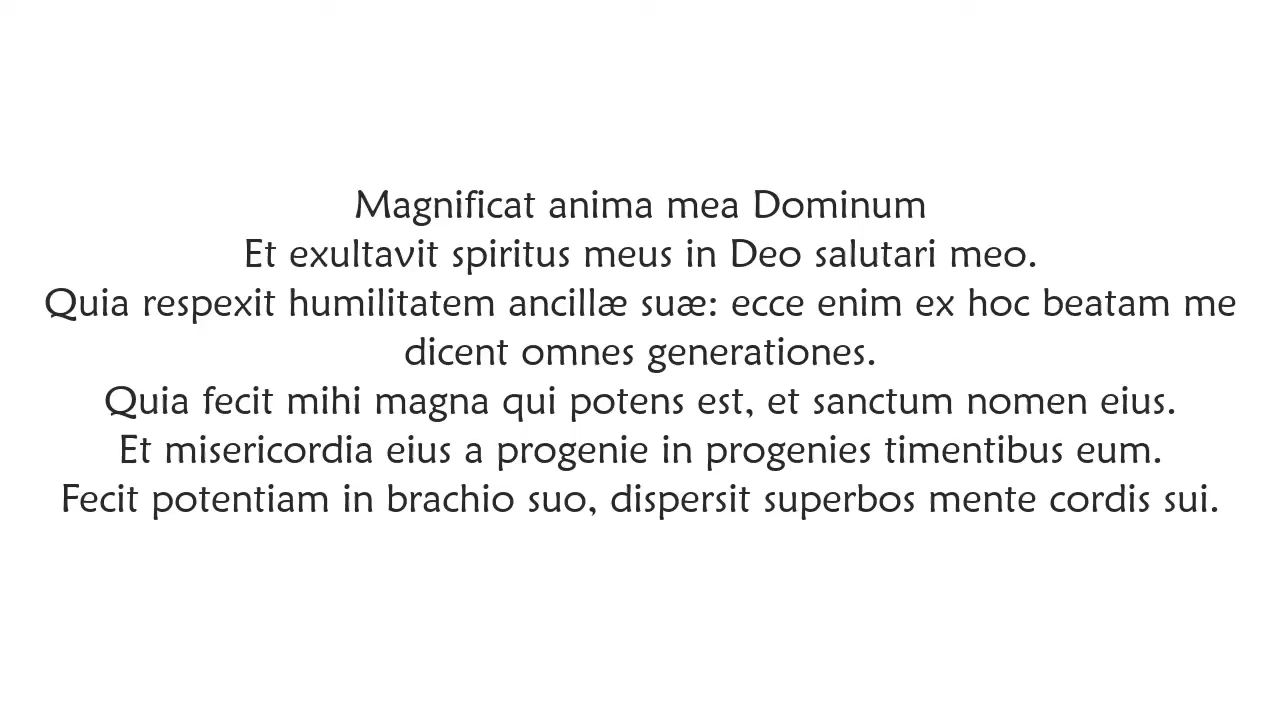 Magnificat anima mea Dominum
Et exultavit spiritus meus in Deo salutari meo.
Quia respexit humilitatem ancillæ suæ: ecce enim ex hoc beatam me
dicent omnes generationes.
Quia fecit mihi magna qui potens est, et sanctum nomen eius.
Et misericordia eius a progenie in progenies timentibus eum.
Fecit potentiam in brachio suo, dispersit superbos mente cordis sui.